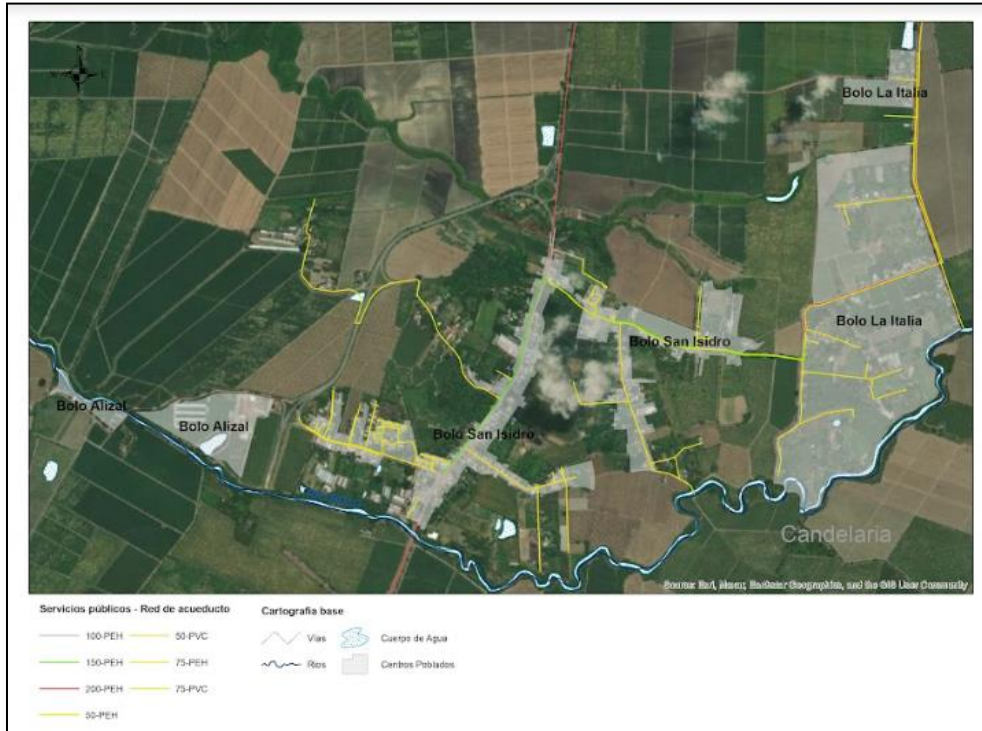 Bolo La Italia
Bolo La Italia
Bolo San Isidro
Bolo Alizal
Bolo Alizal
Bolo San Isidro
Candelaria
Source: Esri, Maxar, Earthstar Geographics, and the GIS User Community
Servicios públicos - Red de acueducto
Cartografía base
100-PEH
50-PVC
Vías
Cuerpo de Agua
150-PEH
75-PEH
Ríos
Centros Poblados
200-PEH
75-PVC
50-PEH